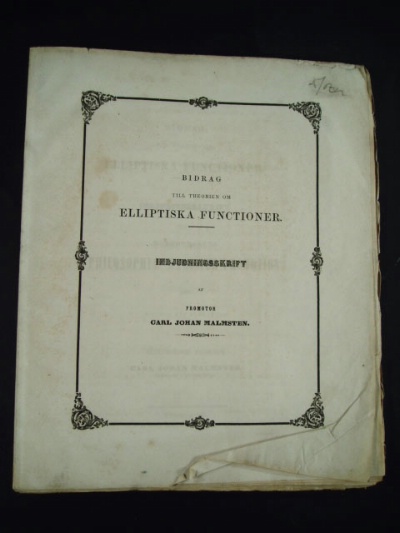 BIDRAG
TILL THEORIEN OM
ELLIPTISKA FUNCTIONER.
INBJUDNINGSSKRIFT
AF
PROMOTOR
CARL JOHAN MALMSTEN.